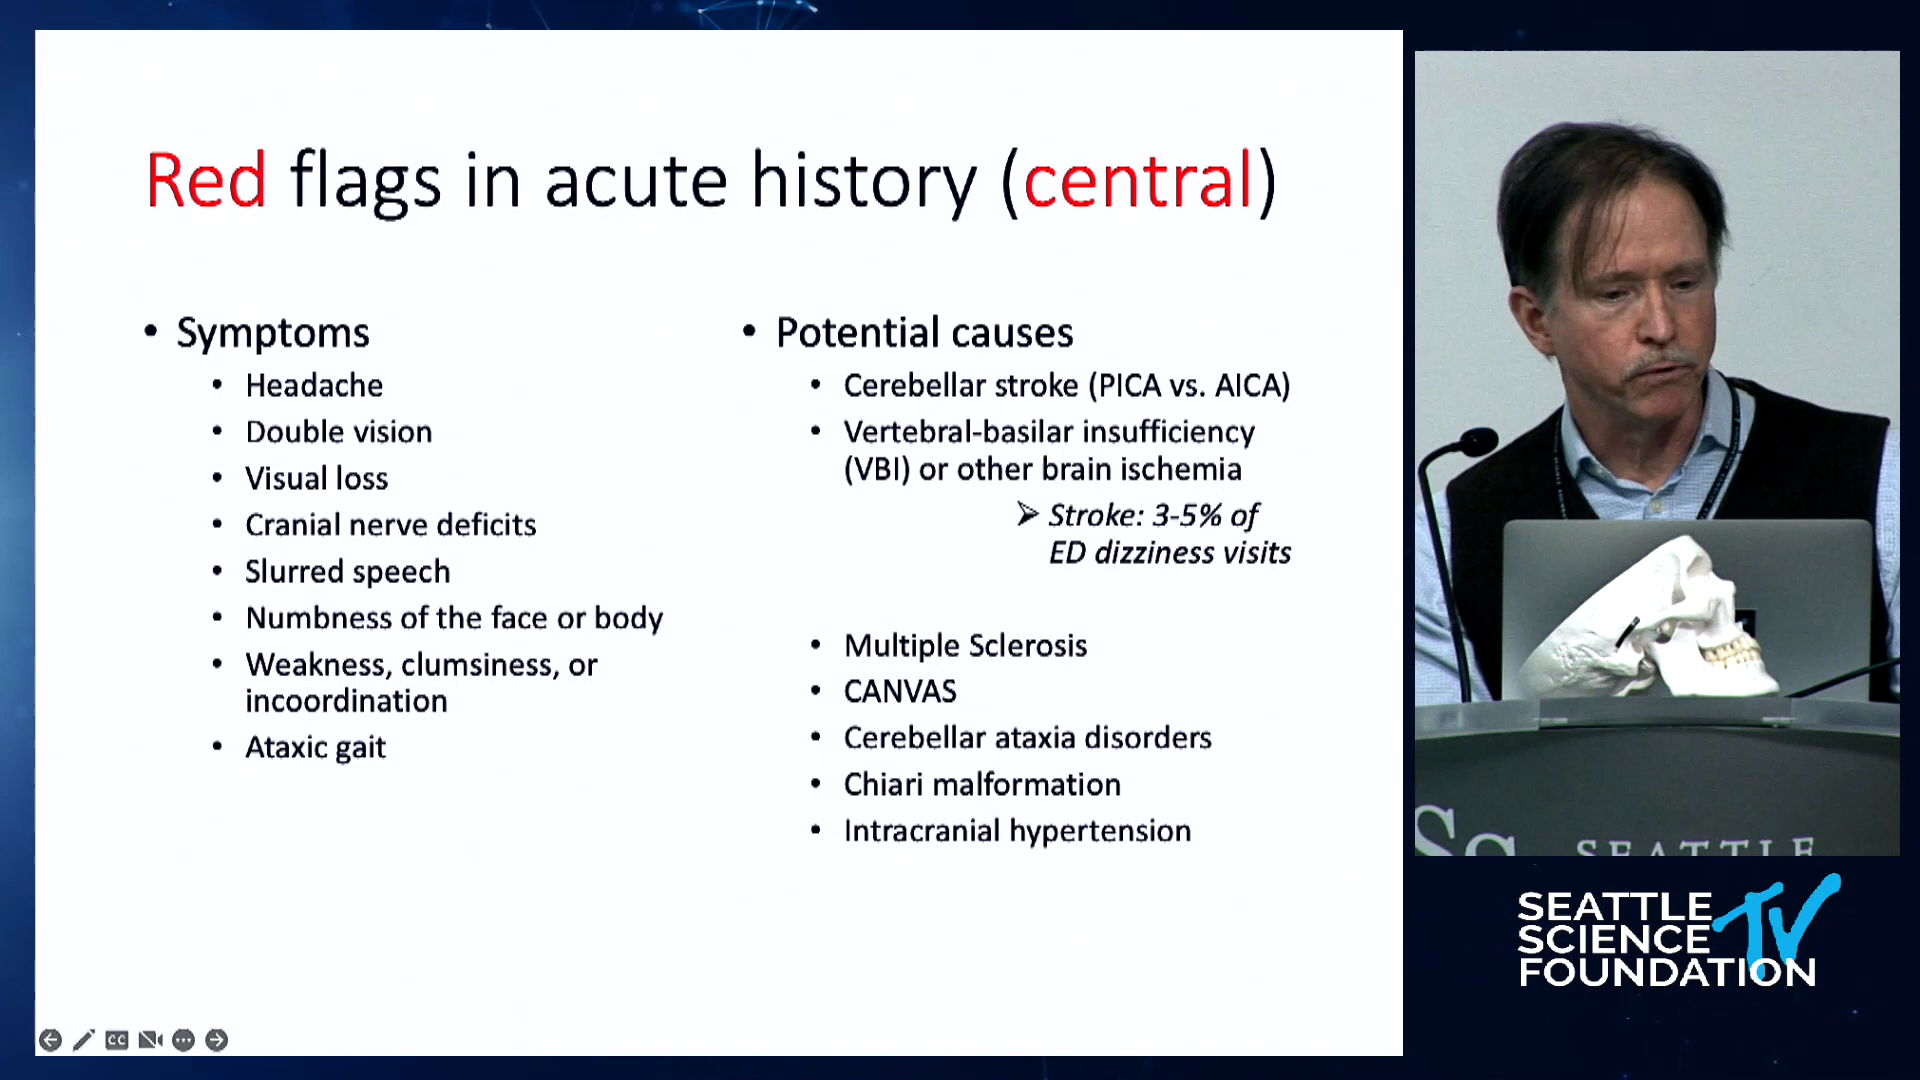 Red flags in acute history (central)
Symptoms
Headache
Double vision
Visual loss
Cranial nerve deficits
Slurred speech
Numbness of the face or body
Weakness, clumsiness, or
incoordination
Ataxic gait
Potential causes
Cerebellar stroke (PICA vs. AICA)
Vertebral-basilar insufficiency
(VBI) or other brain ischemia
Stroke: 3-5% of
ED dizziness visits
Multiple Sclerosis
CANVAS
Cerebellar ataxia disorders
Chiari malformation
Intracranial hypertension
CC
SEATTLE
SEATTLE
SCIENCE
FOUNDATION
TV